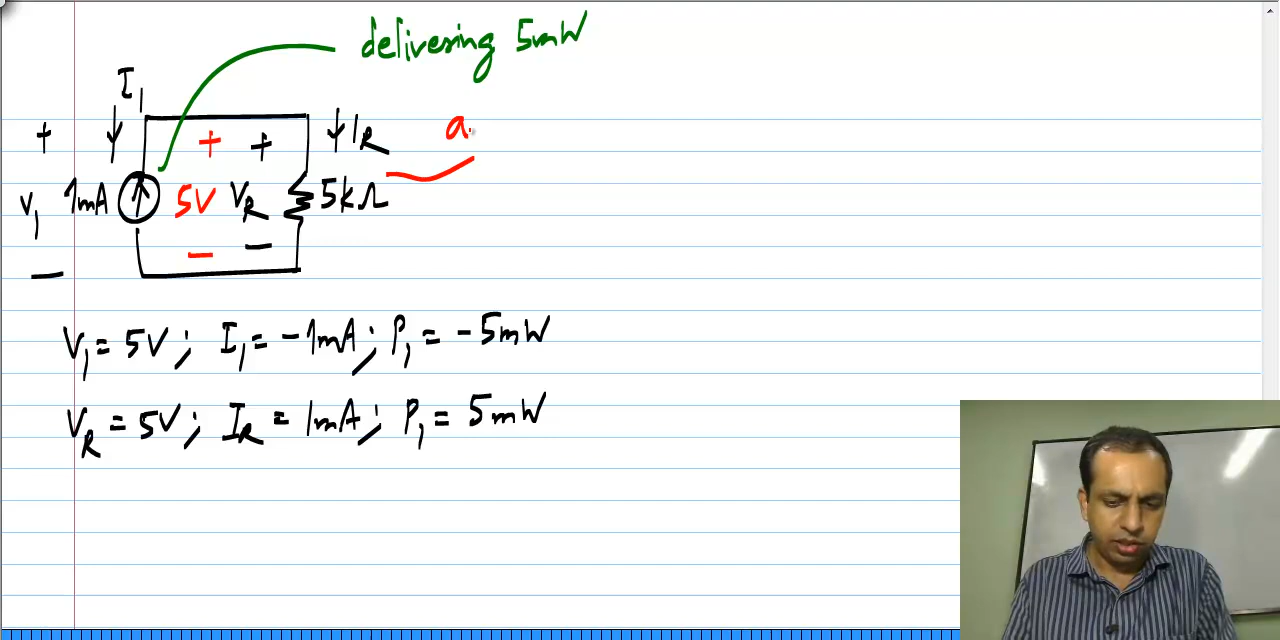 delivering 5mW
I1
+ + + IR a
V1 1mA 5V VR 5kΩ
- - -
V1 = 5V ; I1 = -1mA ; P1 = -5mW
VR = 5V ; IR = 1mA ; P1 = 5mW